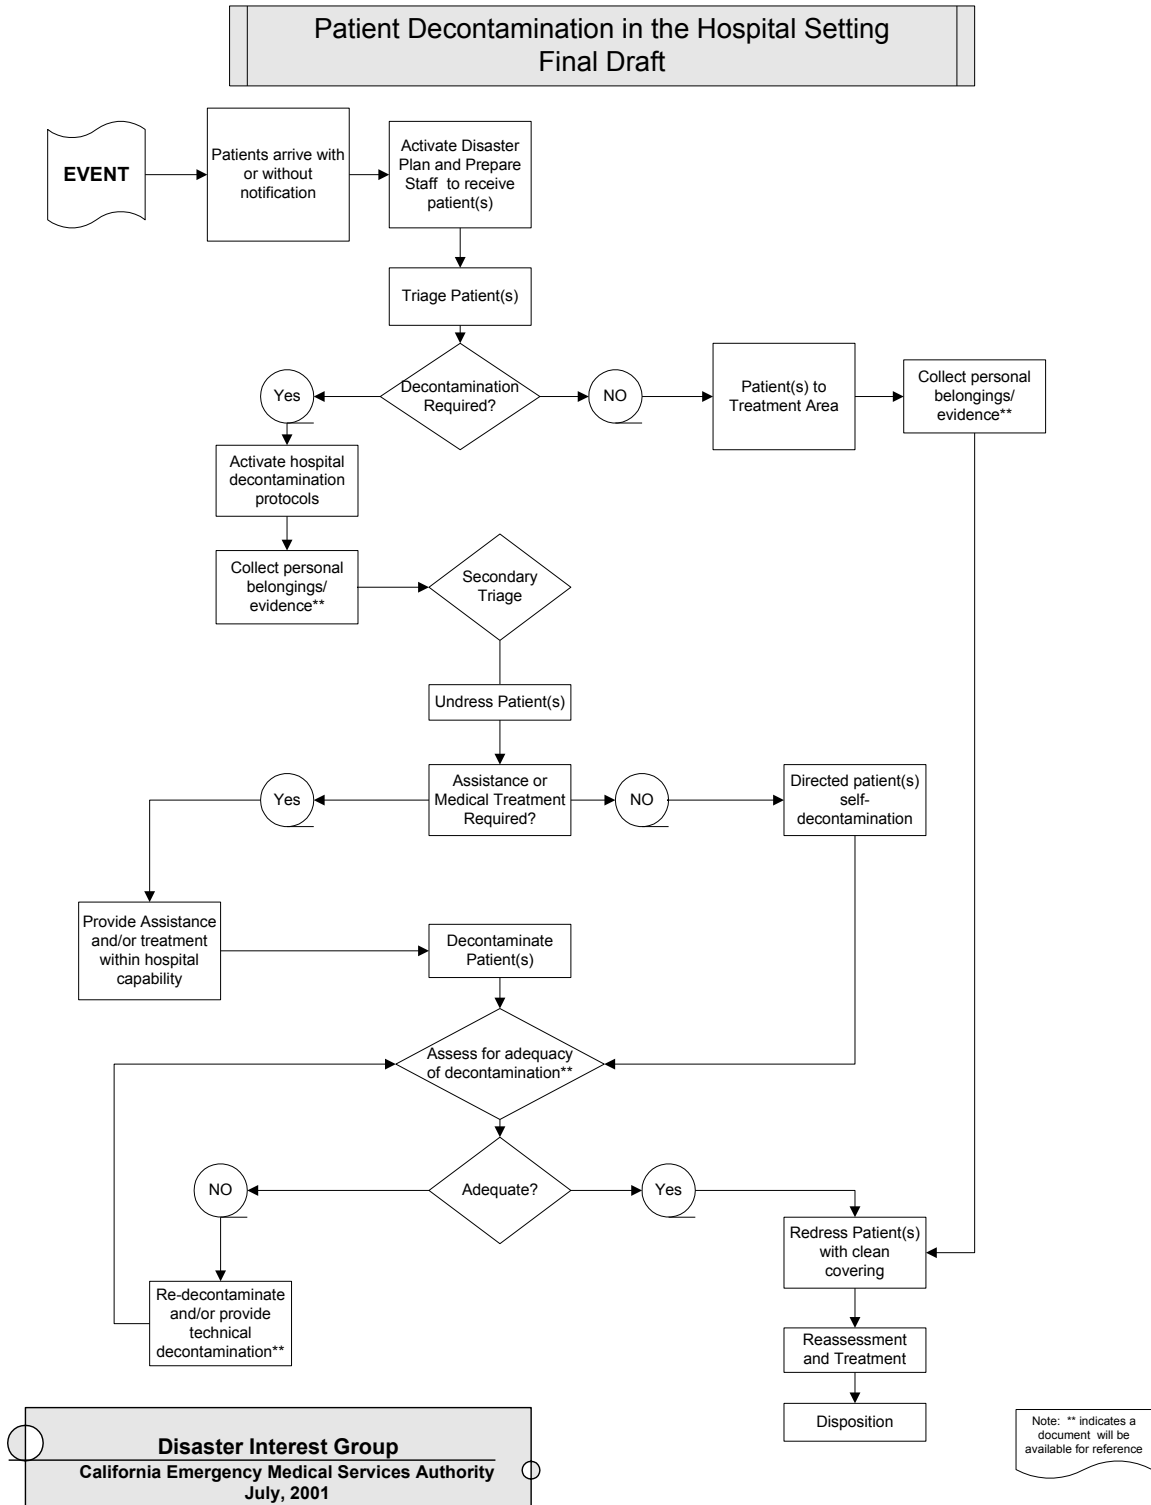 Patient Decontamination in the Hospital Setting
Final Draft
EVENT
Patients arrive with
or without
notification
Activate Disaster
Plan and Prepare
Staff to receive
patient(s)
Triage Patient(s)
Yes
Decontamination
Required?
NO
Patient(s) to
Treatment Area
Collect personal
belongings/
evidence**
Activate hospital
decontamination
protocols
Collect personal
belongings/
evidence**
Secondary
Triage
Undress Patient(s)
Yes
Assistance or
Medical Treatment
Required?
NO
Directed patient(s)
self-
decontamination
Provide Assistance
and/or treatment
within hospital
capability
Decontaminate
Patient(s)
Assess for adequacy
of decontamination**
NO
Adequate?
Yes
Redress Patient(s)
with clean
covering
Re-decontaminate
and/or provide
technical
decontamination**
Reassessment
and Treatment
Disposition
Disaster Interest Group
California Emergency Medical Services Authority
July, 2001
Note: ** indicates a
document will be
available for reference